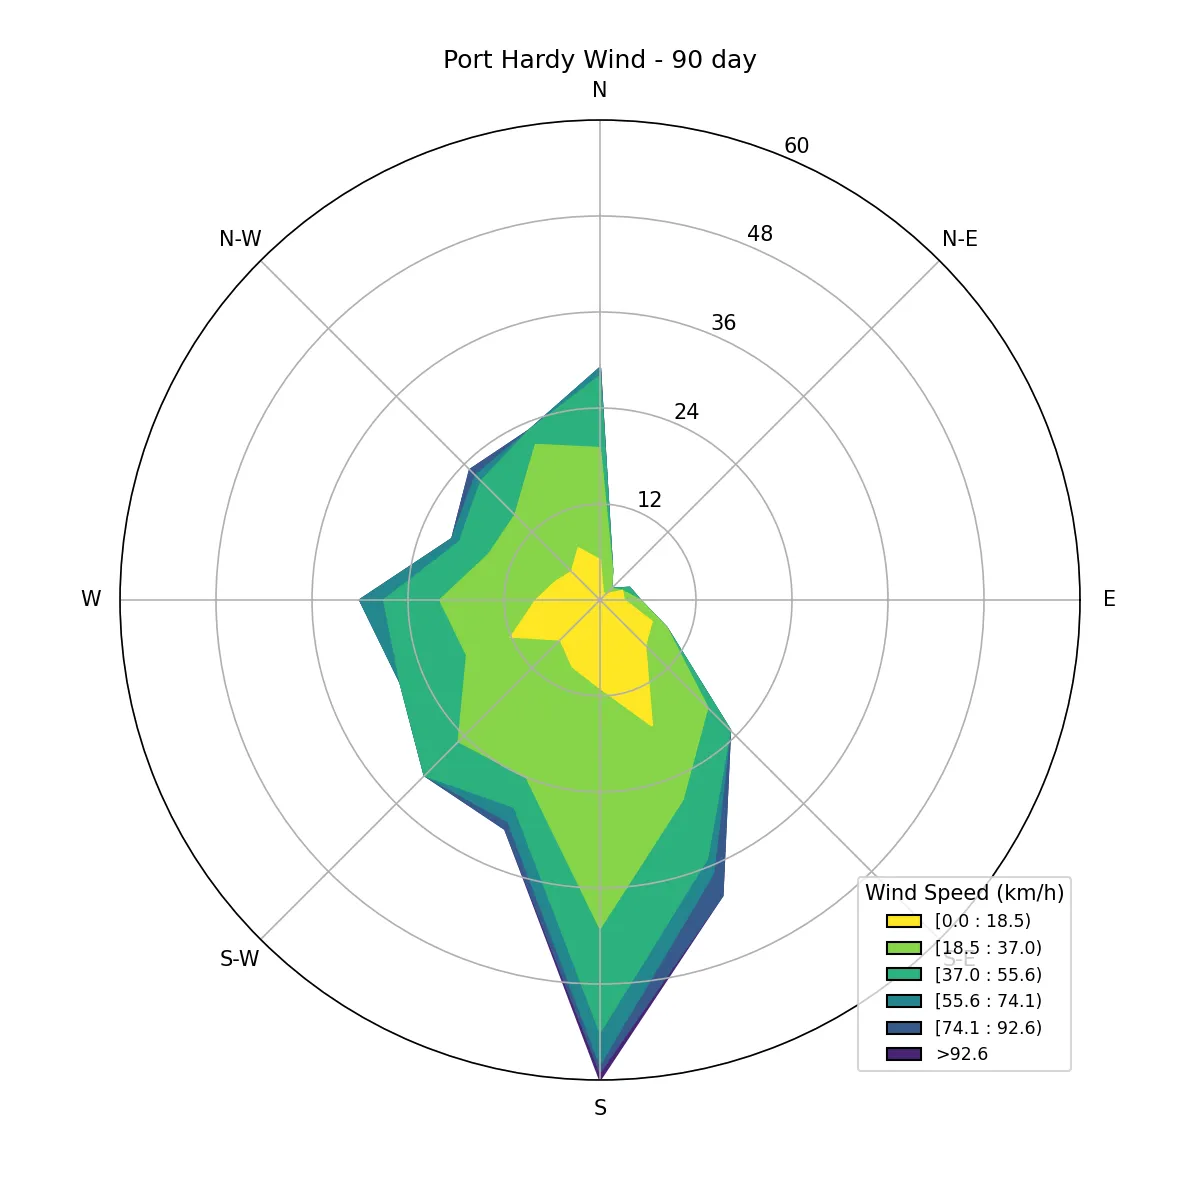 Port Hardy Wind - 90 day
N
60
N-W
48
N-E
36
24
12
W
E
Wind Speed (km/h)
[0.0 : 18.5)
[18.5 : 37.0)
S-W
S-E
[37.0 : 55.6)
[55.6 : 74.1)
[74.1 : 92.6)
>92.6
S